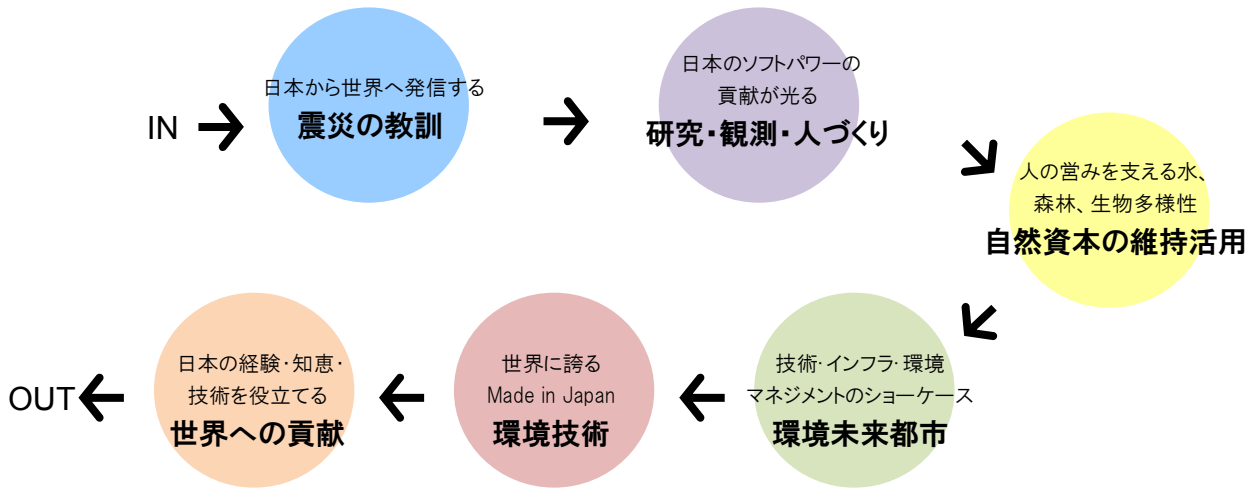 IN
日本から世界へ発信する
震災の教訓
日本のソフトパワーの
貢献が光る
研究・観測・人づくり
人の営みを支える水、
森林、生物多様性
自然資本の維持活用
技術・インフラ・環境
マネジメントのショーケース
環境未来都市
世界に誇る
Made in Japan
環境技術
日本の経験・知恵・
技術を役立てる
世界への貢献
OUT